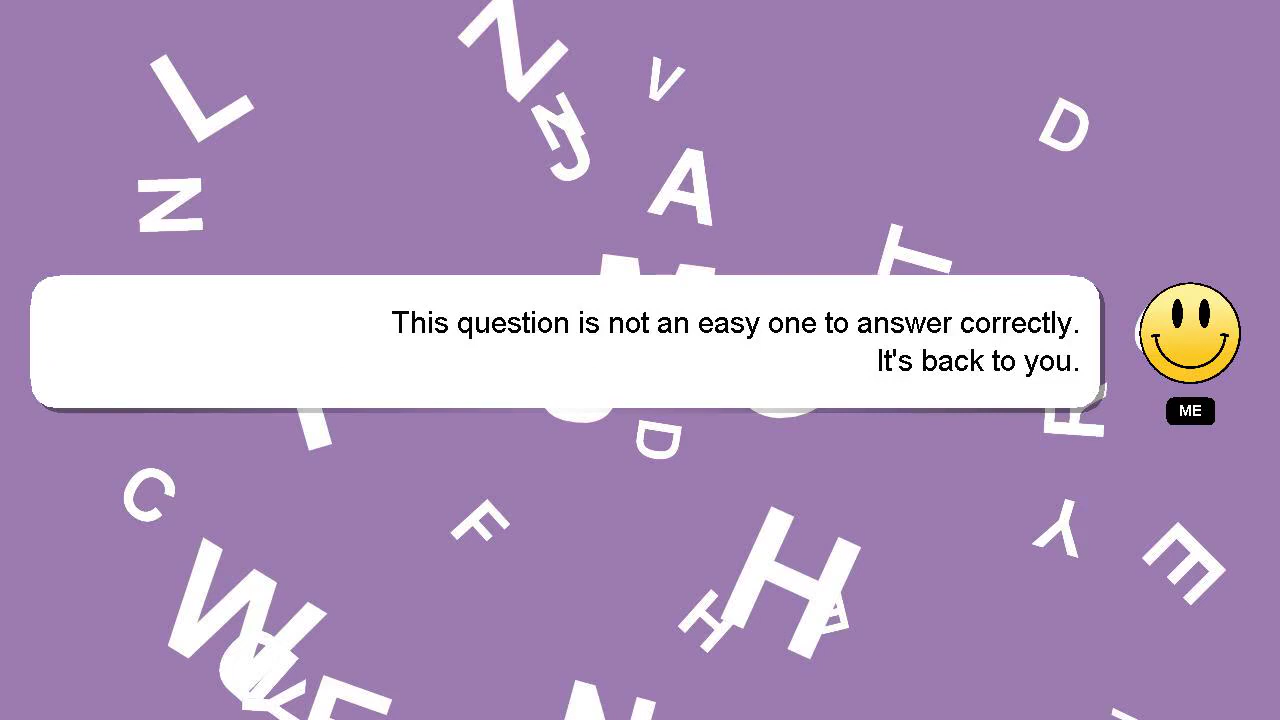 This question is not an easy one to answer correctly.
It's back to you.
ME
L
N
V
D
N
J
A
N
T
D
C
F
H
Y
E
W
H